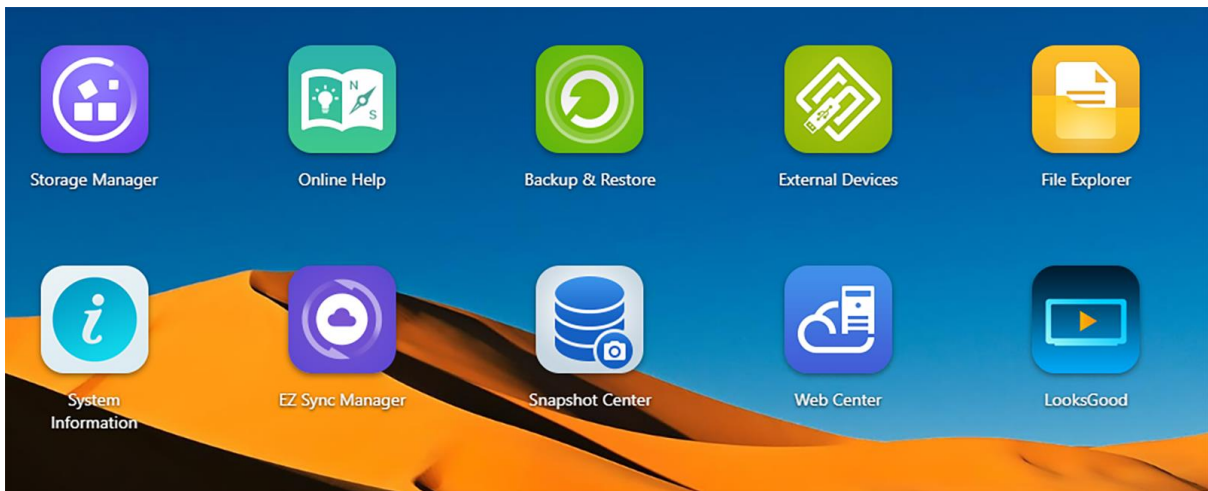 N
S
Storage Manager
Online Help
Backup & Restore
External Devices
File Explorer
i
System
Information
EZ Sync Manager
Snapshot Center
Web Center
LooksGood